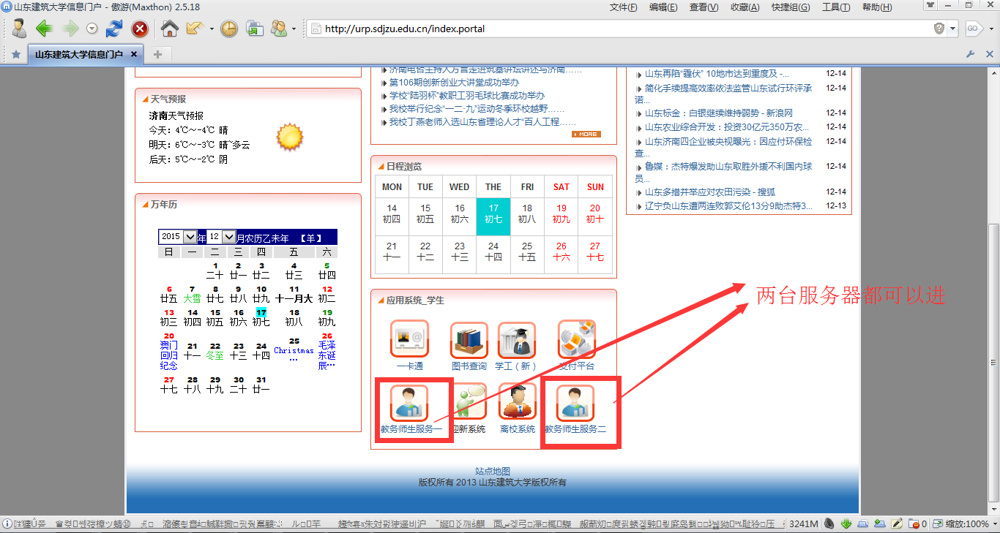 山东建筑大学信息门户 - 傲游(Maxthon) 2.5.18
文件(F) 编辑(E) 查看(V) 收藏(A) 快捷组(G) 工具(T) 帮助(H)
http://urp.sdjzu.edu.cn/index.portal
GO
山东建筑大学信息门户
天气预报
济南天气预报
今天：4℃～-4℃ 晴
明天：6℃～-3℃ 晴~多云
后天：5℃～-2℃ 阴
万年历
2015 年 12 月农历乙未年 【羊】
日 一 二 三 四 五 六
1 2 3 4 5
二十 廿一 廿二 廿三 廿四
6 7 8 9 10 11 12
廿五 大雪 廿七 廿八 廿九 十一月大 初二
13 14 15 16 17 18 19
初三 初四 初五 初六 初七 初八 初九
20 21 22 23 24 25 26
澳门回归纪念 十一 冬至 十三 十四 Christmas... 毛泽东诞辰…
27 28 29 30 31
十七 十八 十九 二十 廿一
济南电台主持人方言走进筑基讲坛讲述与济南……
第106期创新创业大讲堂成功举办
学校“陆羽杯”教职工羽毛球比赛成功举办
我校举行纪念“一二·九”运动冬季环校越野……
我校丁燕老师入选山东省理论人才“百人工程……
MORE
日程浏览
MON TUE WED THE FRI SAT SUN
14 15 16 17 18 19 20
初四 初五 初六 初七 初八 初九 初十
21 22 23 24 25 26 27
十一 十二 十三 十四 十五 十六 十七
应用系统_学生
一卡通 图书查询 学工（新） 支付平台
教务师生服务一 迎新系统 离校系统 教务师生服务二
山东再陷“霾伏” 10地市达到重度及 -... 12-14
简化手续提高效率依法监管山东试行环评承 12-14
诺...
山东标金：白银继续维持弱势 - 新浪网 12-14
山东农业综合开发：投资30亿元350万农... 12-14
山东济南四企业被央视曝光：因应付环保检 12-14
查...
鲁媒：杰特爆发助山东取胜外援不利国内球 12-14
员...
山东多措并举应对农田污染 - 搜狐 12-14
辽宁负山东遭两连败郭艾伦13分9助杰特3... 12-13
两台服务器都可以进
站点地图
版权所有 2013 山东建筑大学版权所有
3241M 0 缩放:100%